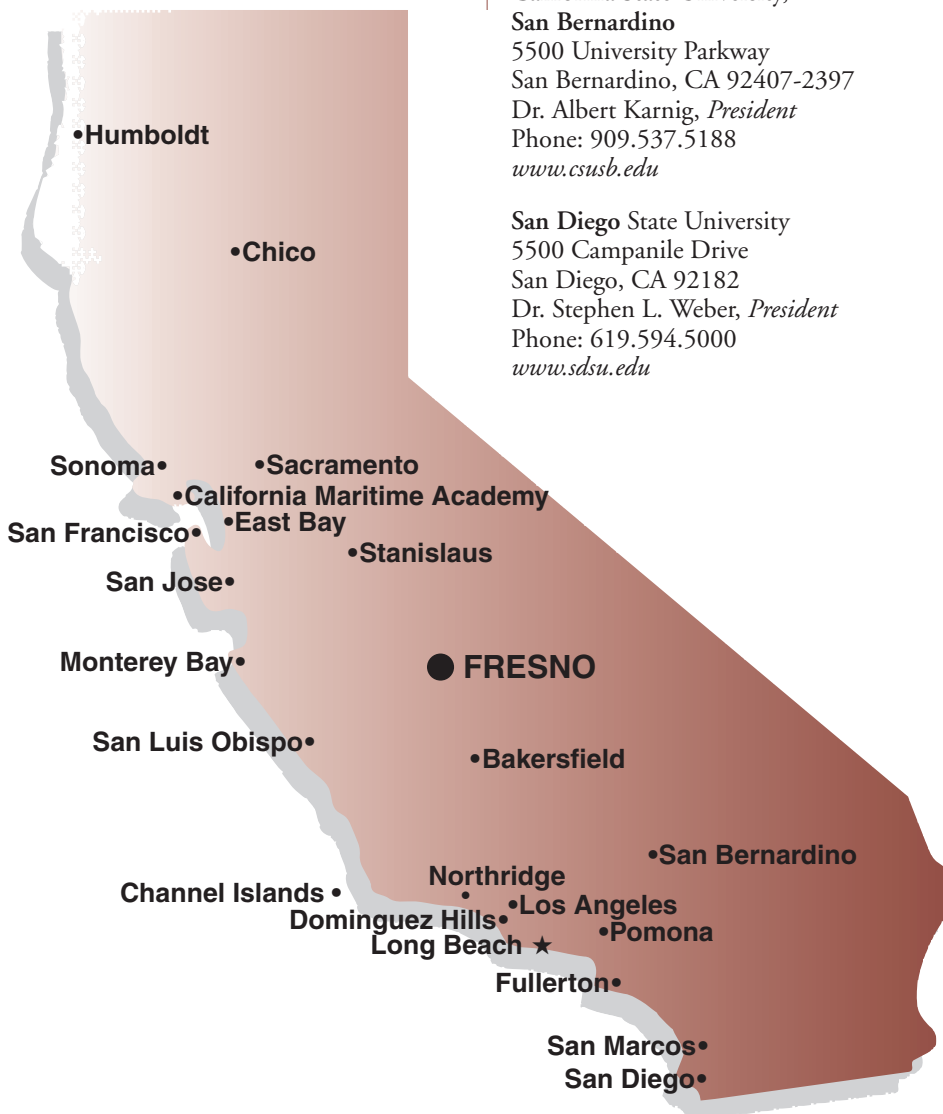 San Bernardino
5500 University Parkway
San Bernardino, CA 92407-2397
Dr. Albert Karnig, President
Phone: 909.537.5188
www.csusb.edu
San Diego State University
5500 Campanile Drive
San Diego, CA 92182
Dr. Stephen L. Weber, President
Phone: 619.594.5000
www.sdsu.edu
•Humboldt
•Chico
Sonoma•
•Sacramento
•California Maritime Academy
•East Bay
San Francisco•
•Stanislaus
San Jose•
Monterey Bay•
● FRESNO
San Luis Obispo•
•Bakersfield
•San Bernardino
Northridge
•
Channel Islands •
•Los Angeles
Dominguez Hills•
•Pomona
Long Beach ★
Fullerton•
San Marcos•
San Diego•